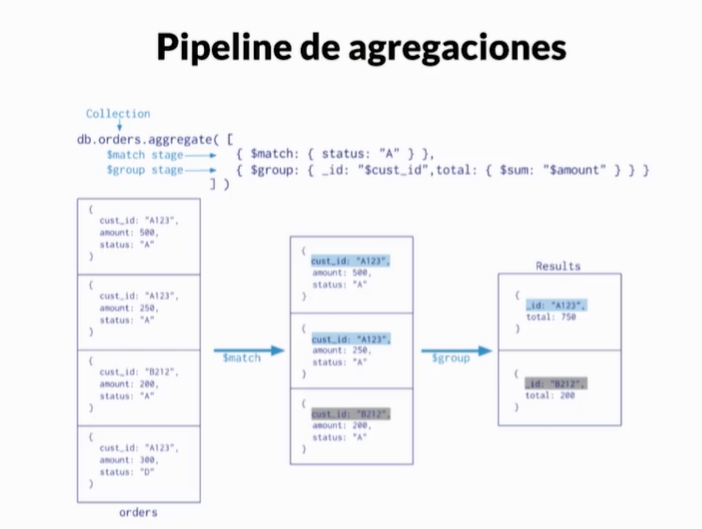 Pipeline de agregaciones
Collection
db.orders.aggregate( [
$match stage { $match: { status: "A" } },
$group stage { $group: { _id: "$cust_id",total: { $sum: "$amount" } } }
] )
{
cust_id: "A123",
amount: 500,
status: "A"
}
{
cust_id: "A123",
amount: 250,
status: "A"
}
{
cust_id: "B212",
amount: 200,
status: "A"
}
{
cust_id: "A123",
amount: 300,
status: "D"
}
orders
$match
{
cust_id: "A123",
amount: 500,
status: "A"
}
{
cust_id: "A123",
amount: 250,
status: "A"
}
{
cust_id: "B212",
amount: 200,
status: "A"
}
$group
Results
{
_id: "A123",
total: 750
}
{
_id: "B212",
total: 200
}